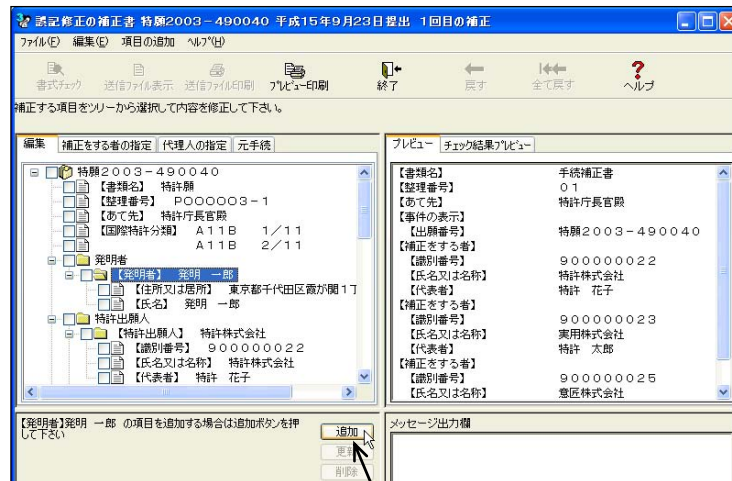 誤記修正の補正書 特願2003-490040 平成15年9月23日提出 1回目の補正
ファイル(F) 編集(E) 項目の追加 ヘルプ(H)
書式チェック 送信ファイル表示 送信ファイル印刷 プレビュー印刷 終了 戻す 全て戻す ヘルプ
補正する項目をツリーから選択して内容を修正して下さい。
編集 補正をする者の指定 代理人の指定 元手続
特願2003-490040
【書類名】 特許願
【整理番号】 P000003-1
【あて先】 特許庁長官殿
【国際特許分類】 A11B 1/11
A11B 2/11
発明者
【発明者】 発明 一郎
【住所又は居所】 東京都千代田区霞が関1丁
【氏名】 発明 一郎
特許出願人
【特許出願人】 特許株式会社
【識別番号】 900000022
【氏名又は名称】 特許株式会社
【代表者】 特許 花子
プレビュー チェック結果プレビュー
【書類名】 手続補正書
【整理番号】 01
【あて先】 特許庁長官殿
【事件の表示】
【出願番号】 特願2003-490040
【補正をする者】
【識別番号】 900000022
【氏名又は名称】 特許株式会社
【代表者】 特許 花子
【補正をする者】
【識別番号】 900000023
【氏名又は名称】 実用株式会社
【代表者】 特許 太郎
【補正をする者】
【識別番号】 900000025
【氏名又は名称】 意匠株式会社
【発明者】発明 一郎 の項目を追加する場合は追加ボタンを押
して下さい
追加
更新
削除
メッセージ出力欄